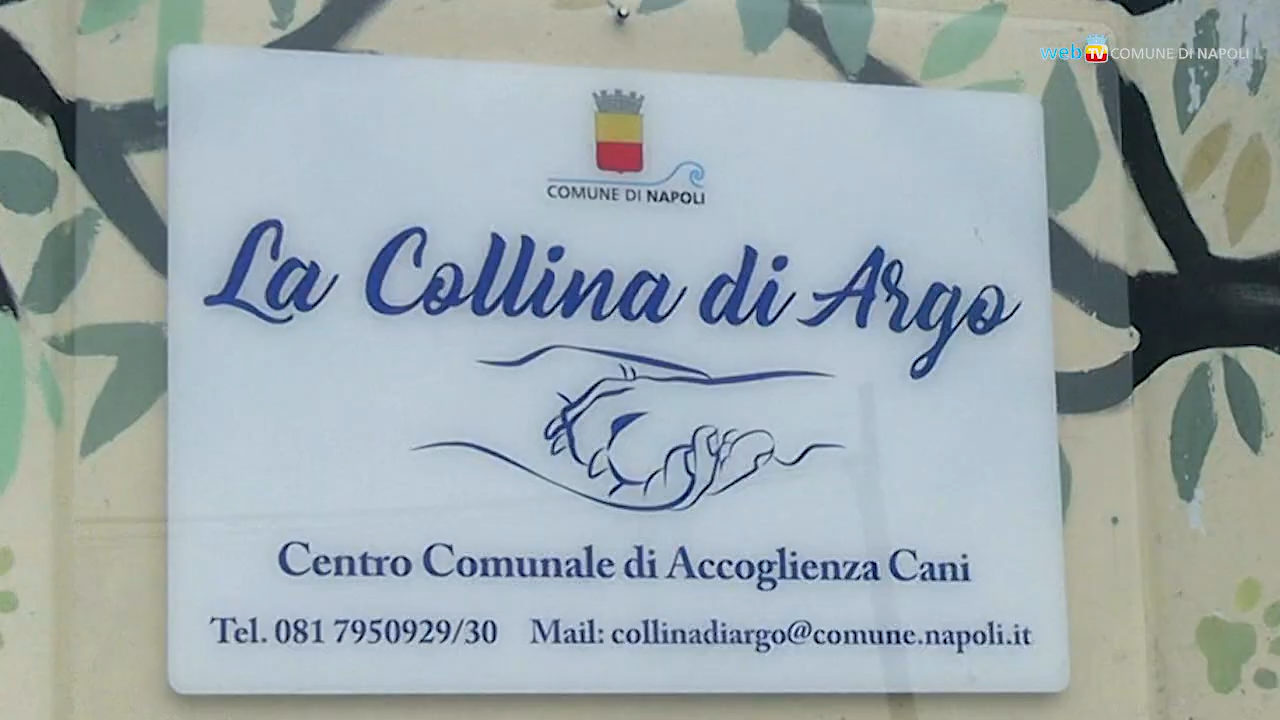 web TV COMUNE DI NAPOLI
COMUNE DI NAPOLI
La Collina di Argo
Centro Comunale di Accoglienza Cani
Tel. 081 7950929/30 Mail: collinadiargo@comune.napoli.it